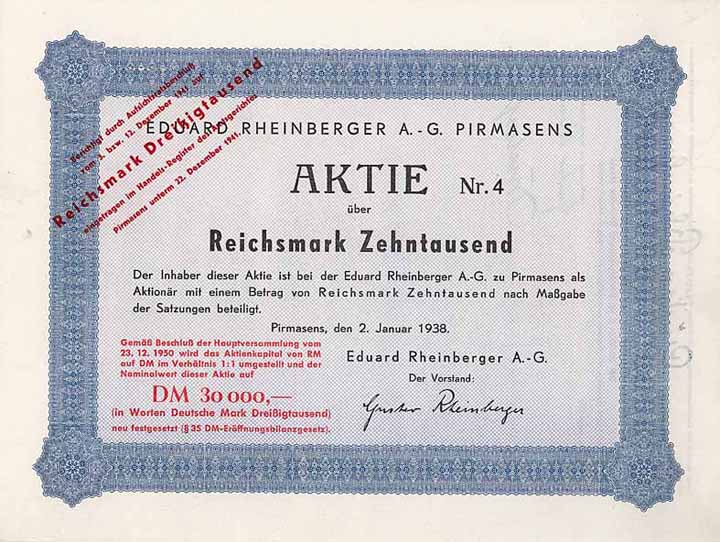 Berichtigt durch Aufsichtsratsbeschluß
vom 3. bzw. 12. Dezember 1941 auf
Reichsmark Dreißigtausend
eingetragen im Handels-Register des Amtsgerichts
Pirmasens unterm 22. Dezember 1941.
EDUARD RHEINBERGER A.-G. PIRMASENS
AKTIE Nr. 4
über
Reichsmark Zehntausend
Der Inhaber dieser Aktie ist bei der Eduard Rheinberger A.-G. zu Pirmasens als
Aktionär mit einem Betrag von Reichsmark Zehntausend nach Maßgabe
der Satzungen beteiligt.
Pirmasens, den 2. Januar 1938.
Gemäß Beschluß der Hauptversammlung vom
23. 12. 1950 wird das Aktienkapital von RM
auf DM im Verhältnis 1:1 umgestellt und der
Nominalwert dieser Aktie auf
DM 30 000,—
(in Worten Deutsche Mark Dreißigtausend)
neu festgesetzt (§ 35 DM-Eröffnungsbilanzgesetz).
Eduard Rheinberger A.-G.
Der Vorstand:
Gustav Rheinberger